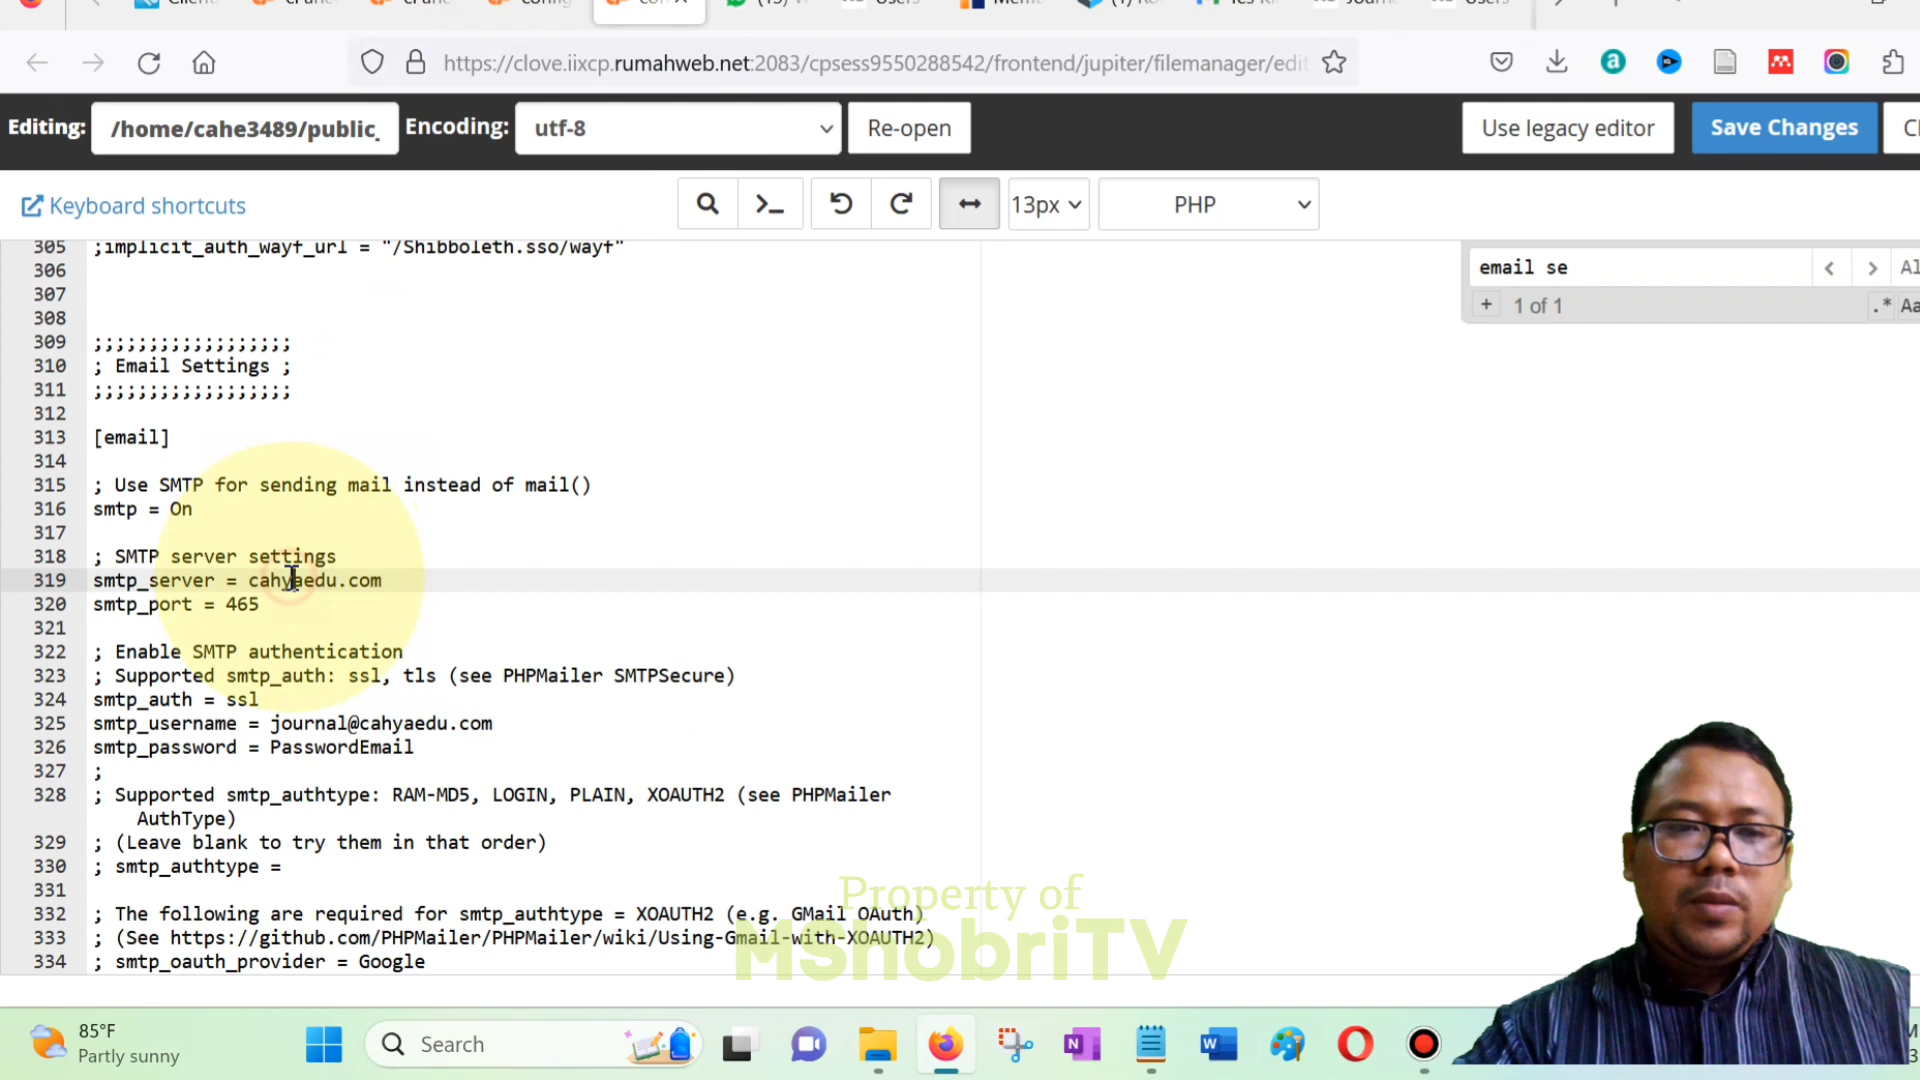 https://clove.iixcp.rumahweb.net:2083/cpsess9550288542/frontend/jupiter/filemanager/edit
Editing: /home/cahe3489/public_ Encoding: utf-8 Re-open Use legacy editor Save Changes
Keyboard shortcuts 13px PHP
email se
1 of 1
.* Aa
305 ;implicit_auth_wayf_url = "/Shibboleth.sso/wayf"
306
307
308
309 ;;;;;;;;;;;;;;;;;;
310 ; Email Settings ;
311 ;;;;;;;;;;;;;;;;;;
312
313 [email]
314
315 ; Use SMTP for sending mail instead of mail()
316 smtp = On
317
318 ; SMTP server settings
319 smtp_server = cahyaedu.com
320 smtp_port = 465
321
322 ; Enable SMTP authentication
323 ; Supported smtp_auth: ssl, tls (see PHPMailer SMTPSecure)
324 smtp_auth = ssl
325 smtp_username = journal@cahyaedu.com
326 smtp_password = PasswordEmail
327 ;
328 ; Supported smtp_authtype: RAM-MD5, LOGIN, PLAIN, XOAUTH2 (see PHPMailer
AuthType)
329 ; (Leave blank to try them in that order)
330 ; smtp_authtype =
331
332 ; The following are required for smtp_authtype = XOAUTH2 (e.g. GMail OAuth)
333 ; (See https://github.com/PHPMailer/PHPMailer/wiki/Using-Gmail-with-XOAUTH2)
334 ; smtp_oauth_provider = Google
Property of
MShobriTV
85°F
Partly sunny
Search